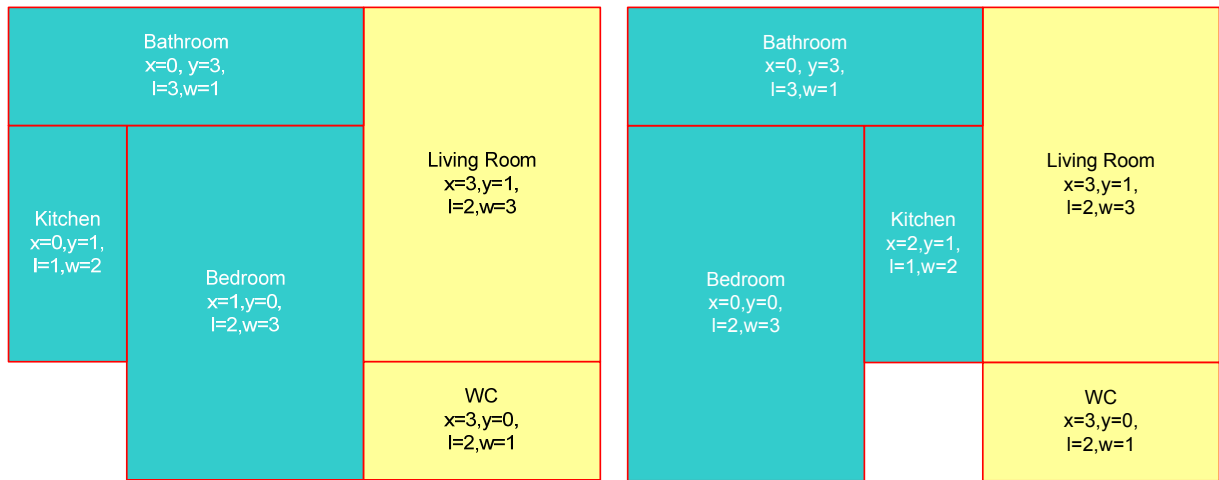 Bathroom
x=0, y=3,
l=3,w=1
Living Room
x=3,y=1,
l=2,w=3
Kitchen
x=0,y=1,
l=1,w=2
Bedroom
x=1,y=0,
l=2,w=3
WC
x=3,y=0,
l=2,w=1
Bathroom
x=0, y=3,
l=3,w=1
Living Room
x=3,y=1,
l=2,w=3
Kitchen
x=2,y=1,
l=1,w=2
Bedroom
x=0,y=0,
l=2,w=3
WC
x=3,y=0,
l=2,w=1